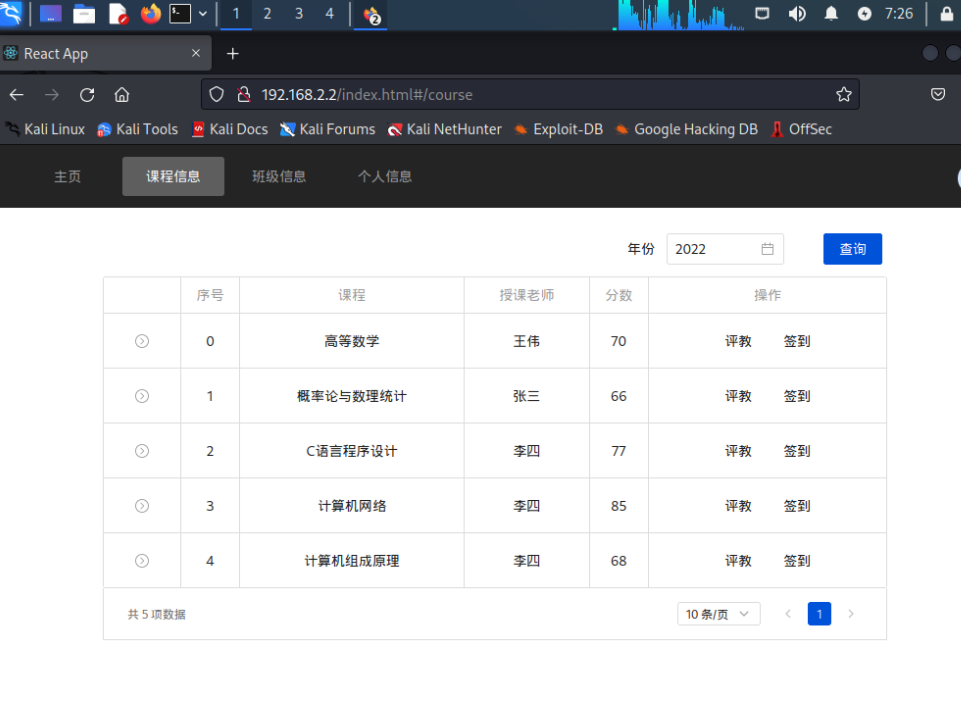 1 2 3 4 2 7:26
React App
192.168.2.2/index.html#/course
Kali Linux Kali Tools Kali Docs Kali Forums Kali NetHunter Exploit-DB Google Hacking DB OffSec
主页 课程信息 班级信息 个人信息
年份 2022 查询
序号 课程 授课老师 分数 操作
0 高等数学 王伟 70 评教 签到
1 概率论与数理统计 张三 66 评教 签到
2 C语言程序设计 李四 77 评教 签到
3 计算机网络 李四 85 评教 签到
4 计算机组成原理 李四 68 评教 签到
共 5 项数据 10 条/页 1